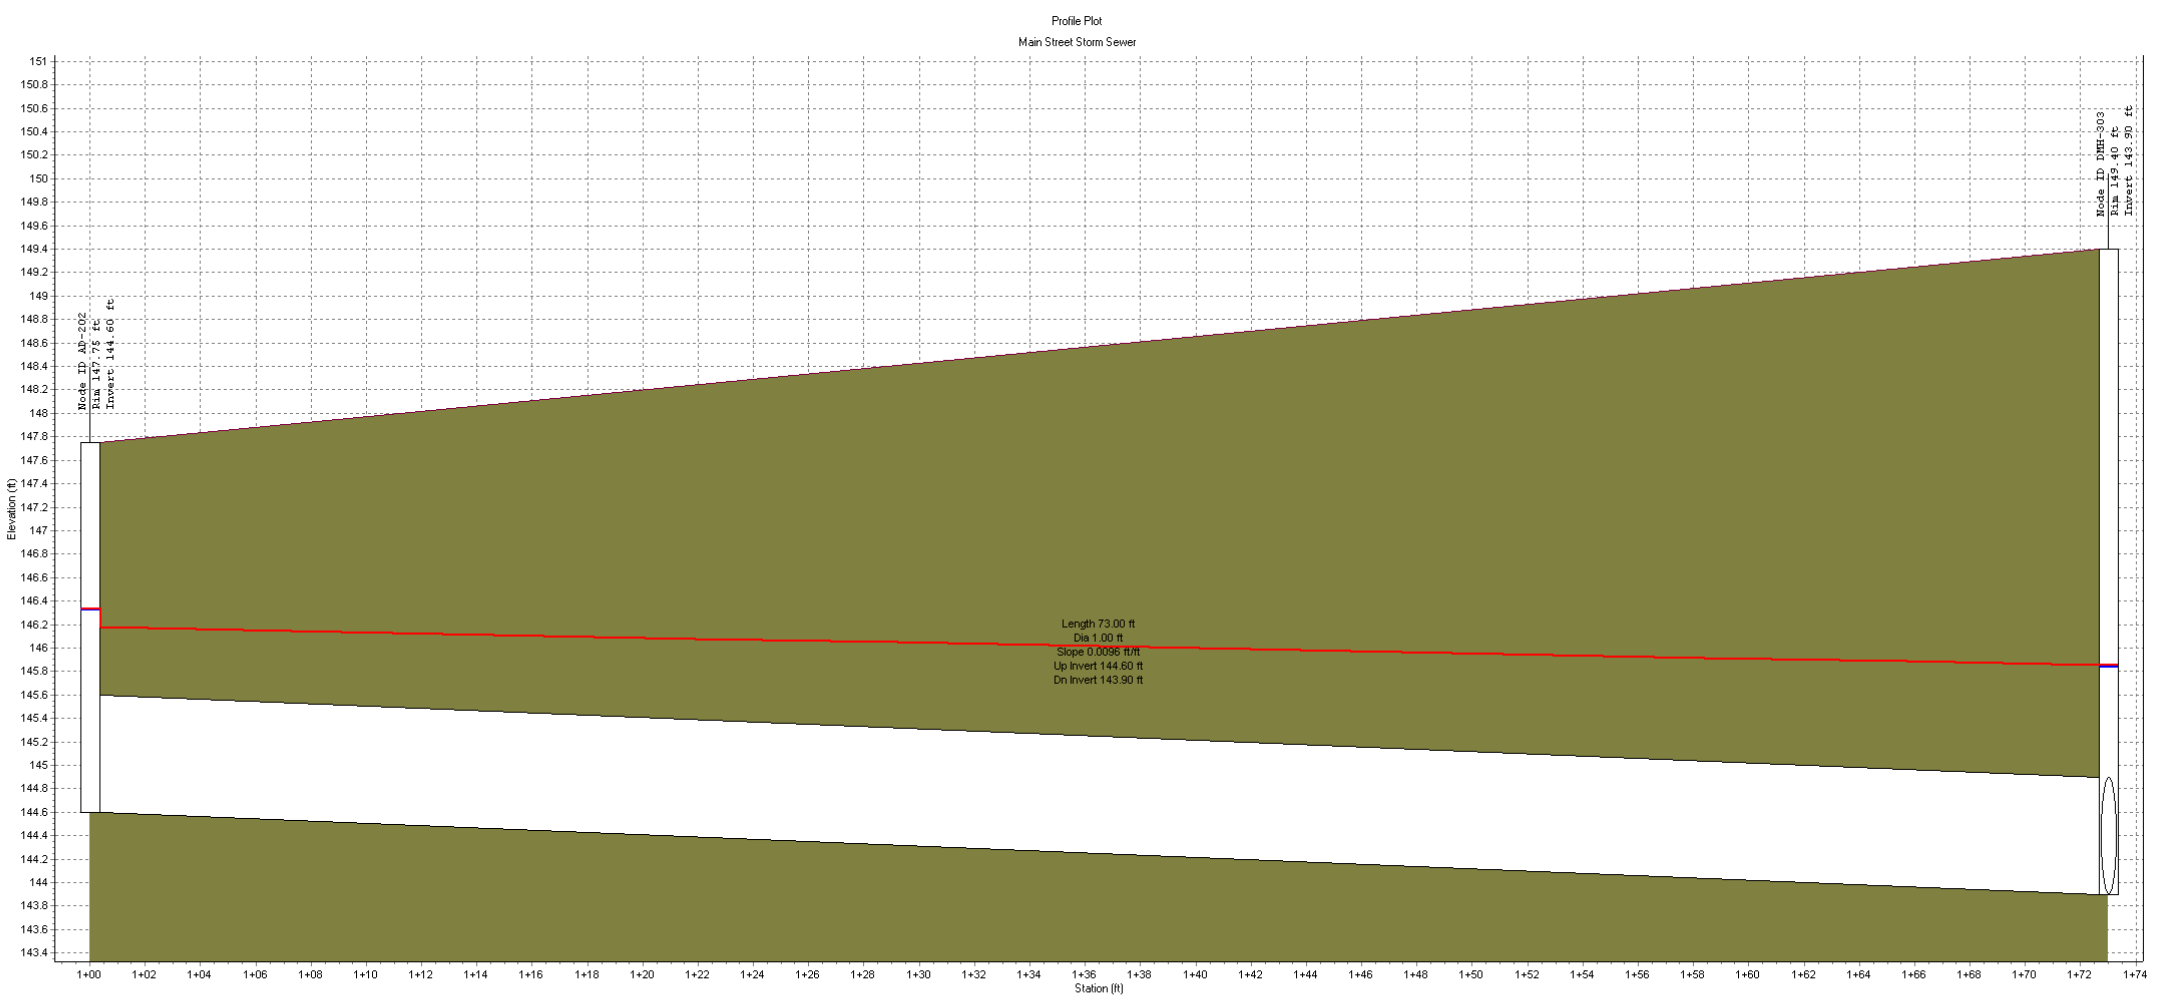 Profile Plot
Main Street Storm Sewer
151
150.8
150.6
150.4
150.2
150
149.8
149.6
149.4
149.2
149
148.8
148.6
148.4
148.2
148
147.8
147.6
147.4
147.2
147
146.8
146.6
146.4
146.2
146
145.8
145.6
145.4
145.2
145
144.8
144.6
144.4
144.2
144
143.8
143.6
143.4
Elevation (ft)
Node ID AD-202
Rim 147.75 ft
Invert 144.60 ft
Length 73.00 ft
Dia 1.00 ft
Slope 0.0096 ft/ft
Up Invert 144.60 ft
Dn Invert 143.90 ft
Node ID DMH-303
Rim 149.40 ft
Invert 143.90 ft
1+00 1+02 1+04 1+06 1+08 1+10 1+12 1+14 1+16 1+18 1+20 1+22 1+24 1+26 1+28 1+30 1+32 1+34 1+36 1+38 1+40 1+42 1+44 1+46 1+48 1+50 1+52 1+54 1+56 1+58 1+60 1+62 1+64 1+66 1+68 1+70 1+72 1+74
Station (ft)